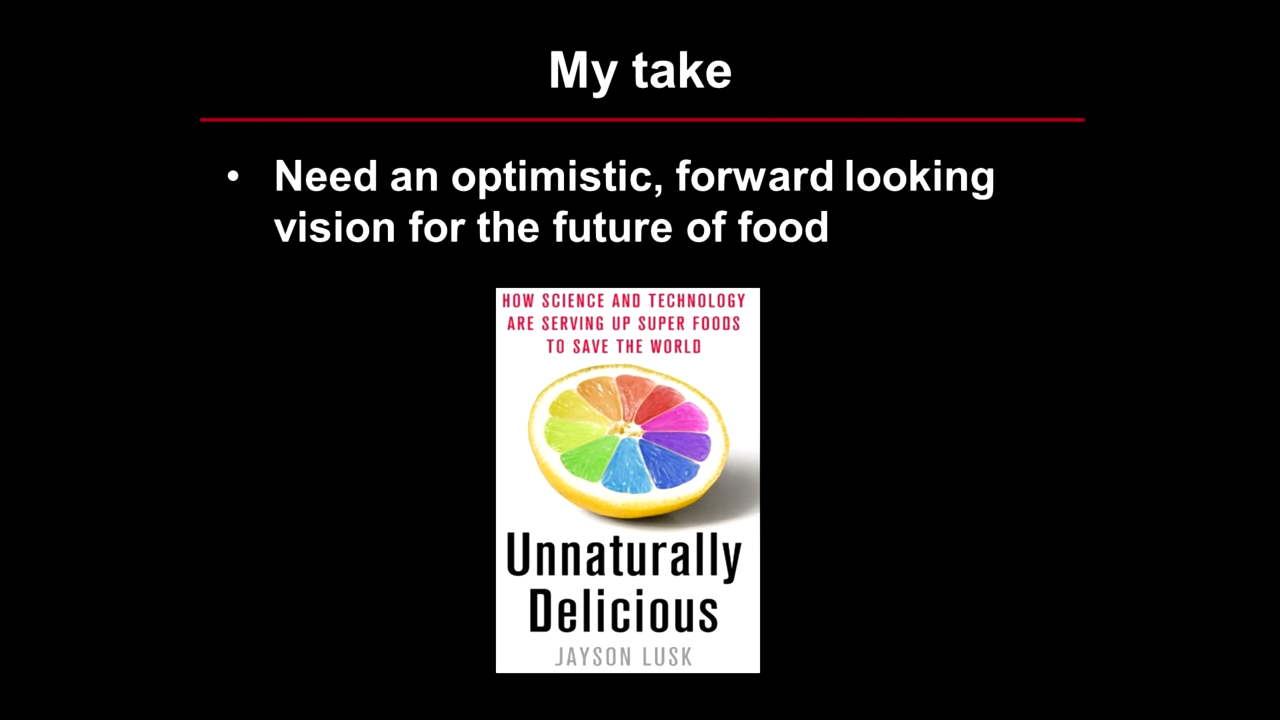 My take
• Need an optimistic, forward looking
vision for the future of food
HOW SCIENCE AND TECHNOLOGY
ARE SERVING UP SUPER FOODS
TO SAVE THE WORLD
Unnaturally
Delicious
JAYSON LUSK